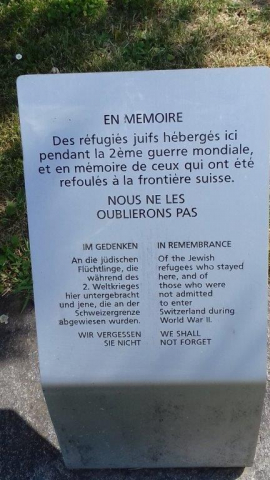 EN MEMOIRE
Des réfugiés juifs hébergés ici
pendant la 2ème guerre mondiale,
et en mémoire de ceux qui ont été
refoulés à la frontière suisse.
NOUS NE LES
OUBLIERONS PAS
IM GEDENKEN
An die jüdischen
Flüchtlinge, die
während des
2. Weltkrieges
hier untergebracht
und jene, die an der
Schweizergrenze
abgewiesen wurden.
WIR VERGESSEN
SIE NICHT
IN REMEMBRANCE
Of the Jewish
refugees who stayed
here, and of
those who were
not admitted
to enter
Switzerland during
World War II.
WE SHALL
NOT FORGET